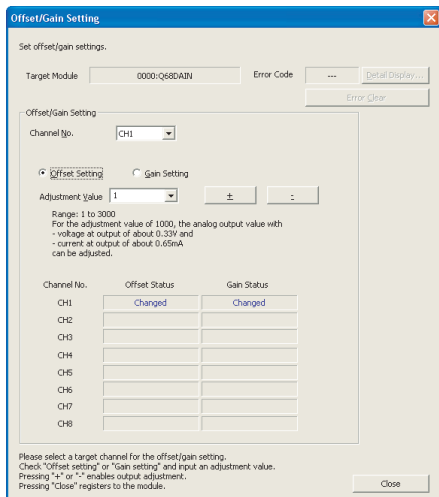 Offset/Gain Setting
Set offset/gain settings.
Target Module 0000:Q68DAIN Error Code --- Detail Display...
Error Clear
Offset/Gain Setting
Channel No. CH1
Offset Setting Gain Setting
Adjustment Value 1 + -
Range: 1 to 3000
For the adjustment value of 1000, the analog output value with
- voltage at output of about 0.33V and
- current at output of about 0.65mA
can be adjusted.
Channel No. Offset Status Gain Status
CH1 Changed Changed
CH2
CH3
CH4
CH5
CH6
CH7
CH8
Please select a target channel for the offset/gain setting.
Check "Offset setting" or "Gain setting" and input an adjustment value.
Pressing "+" or "-" enables output adjustment.
Pressing "Close" registers to the module.
Close